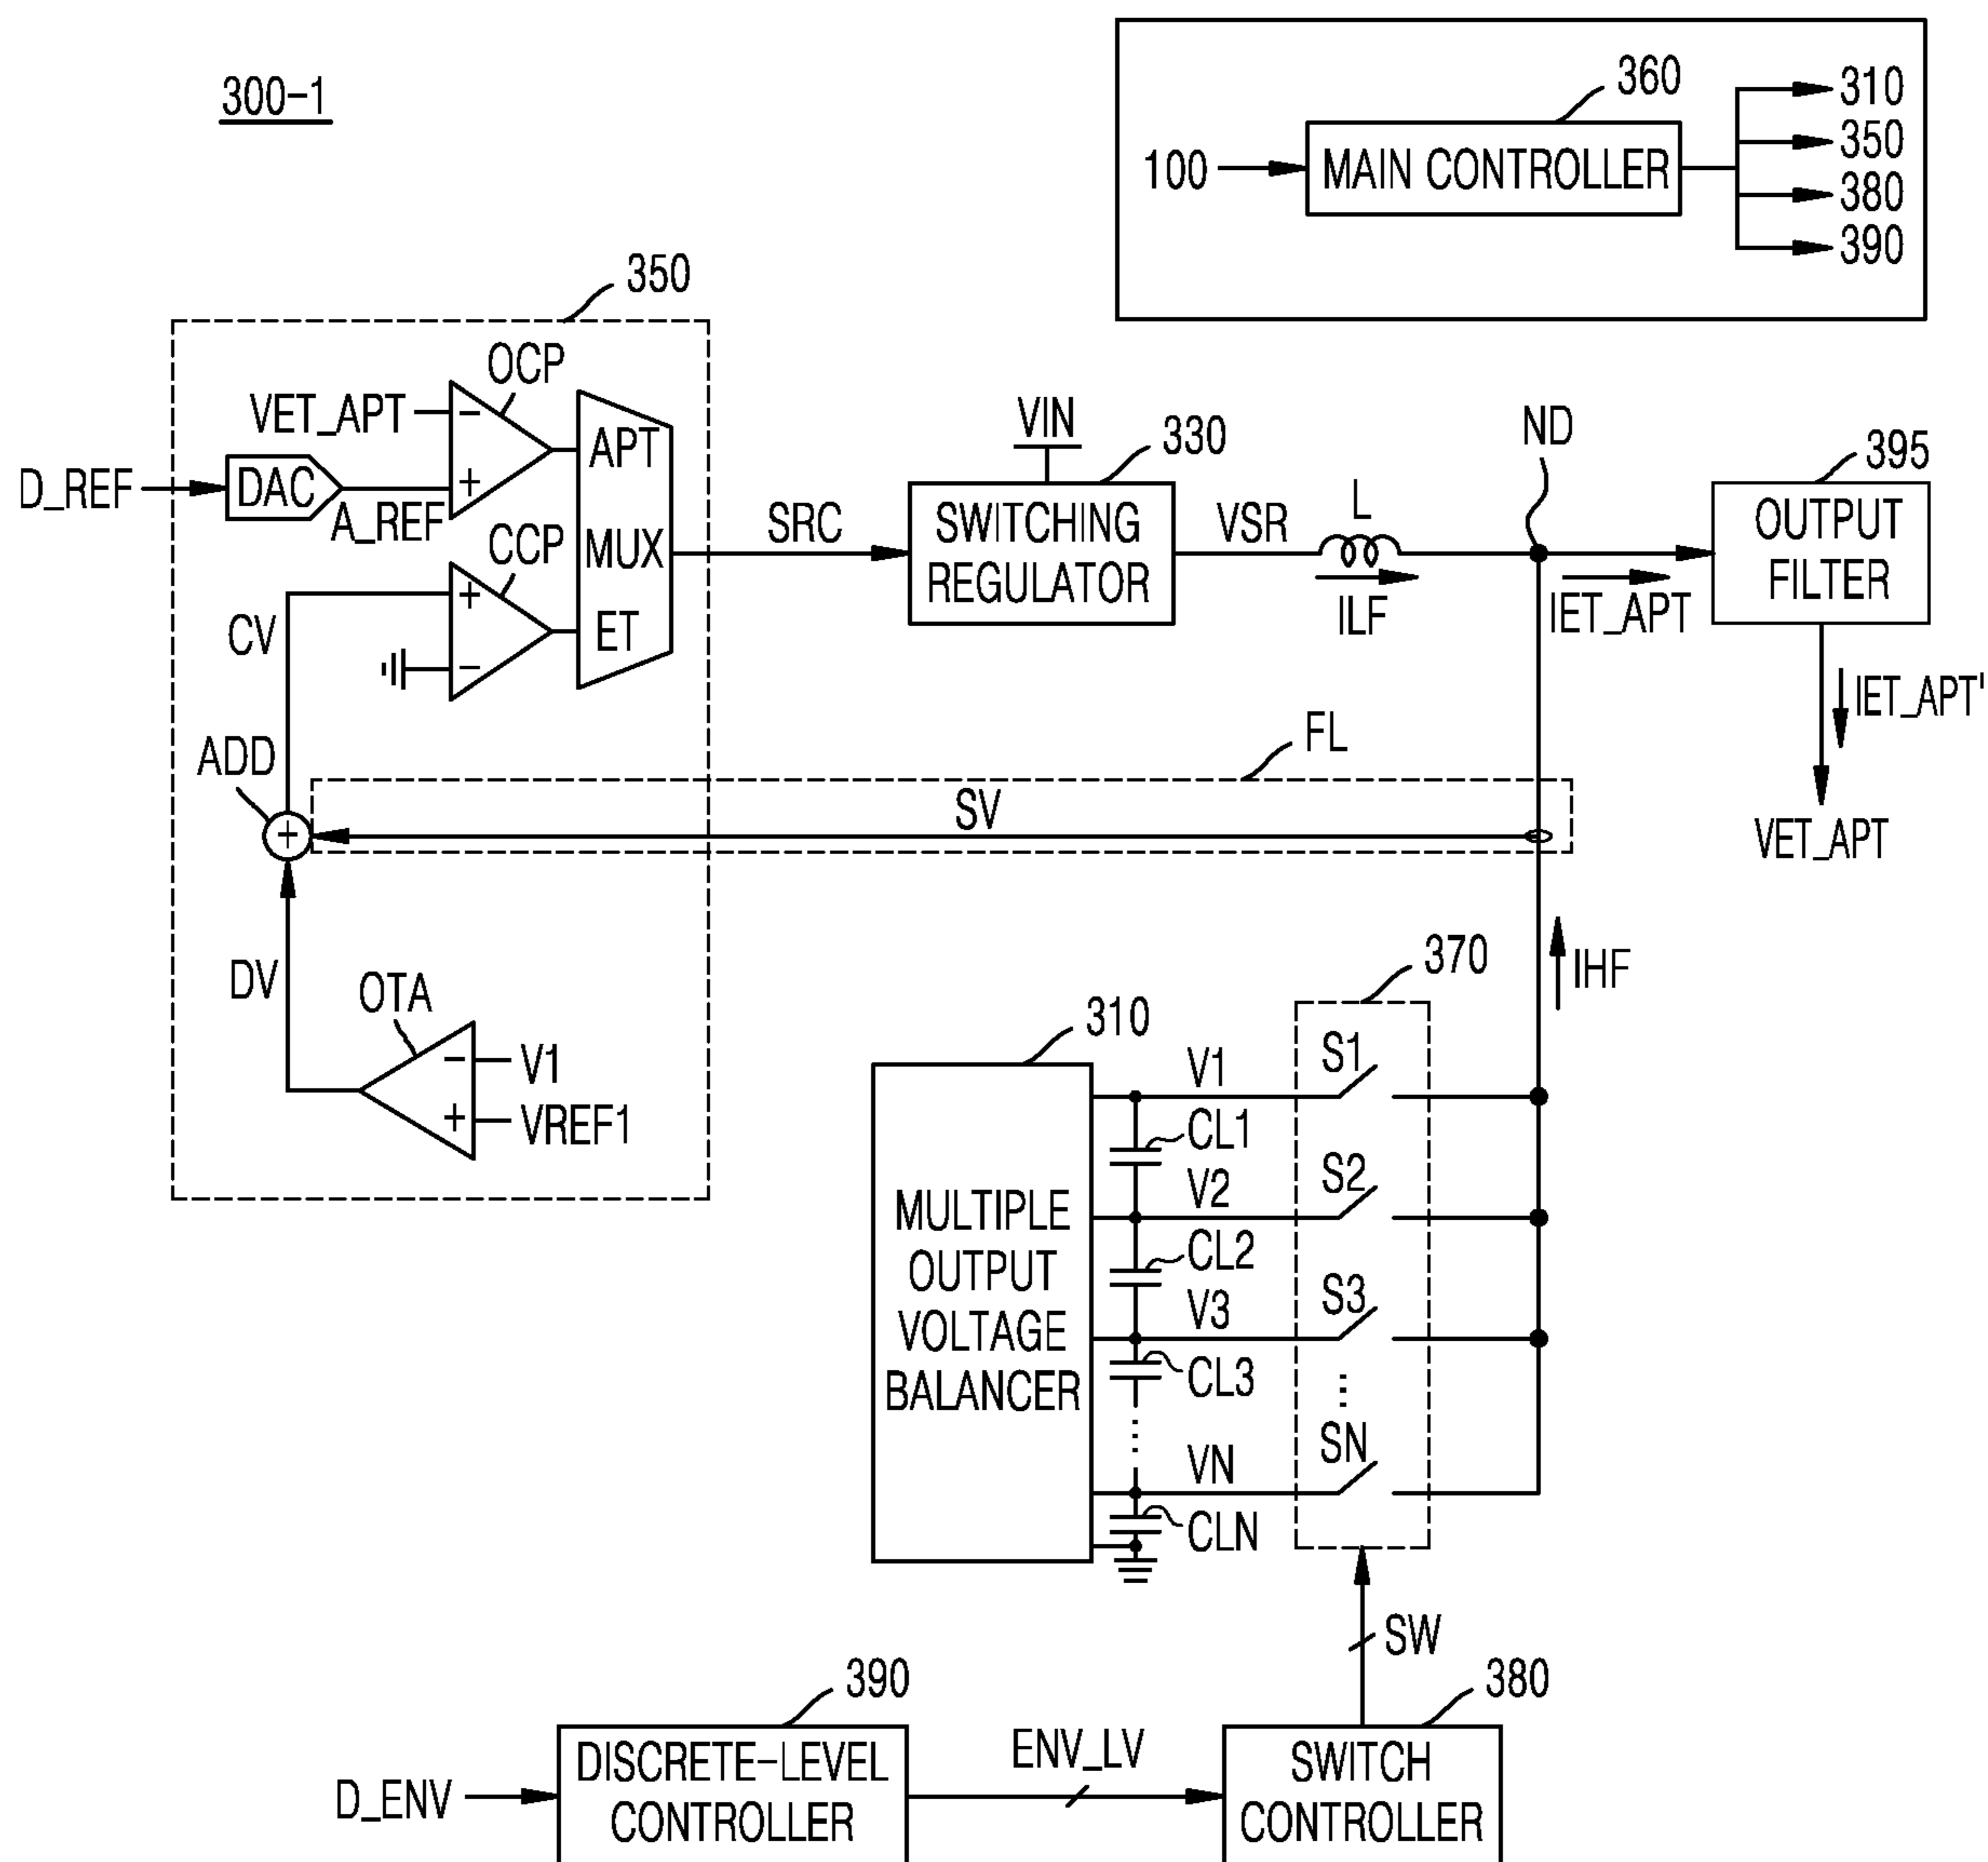 300-1
360
100
MAIN CONTROLLER
310
350
380
390
350
OCP
VET_APT
-
+
APT
D_REF
DAC
A_REF
CCP
MUX
+
-
ET
CV
SRC
VIN
330
SWITCHING
REGULATOR
VSR
L
ILF
ND
IET_APT
395
OUTPUT
FILTER
IET_APT'
VET_APT
FL
ADD
+
SV
DV
OTA
-
V1
+
VREF1
310
MULTIPLE
OUTPUT
VOLTAGE
BALANCER
370
IHF
V1
S1
CL1
V2
S2
CL2
V3
S3
CL3
VN
SN
CLN
SW
390
380
D_ENV
DISCRETE-LEVEL
CONTROLLER
ENV_LV
SWITCH
CONTROLLER